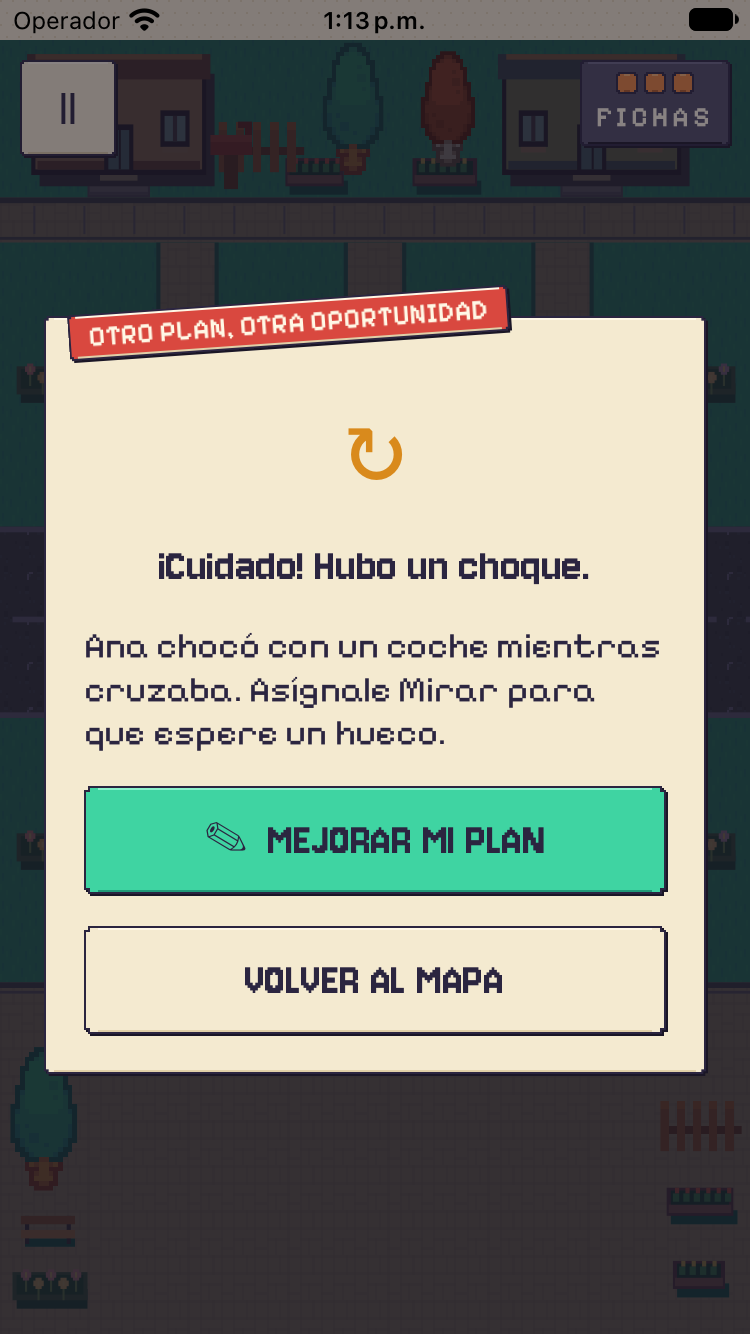 Operador
1:13 p.m.
FICHAS
OTRO PLAN, OTRA OPORTUNIDAD
¡Cuidado! Hubo un choque.
Ana chocó con un coche mientras
cruzaba. Asígnale Mirar para
que espere un hueco.
MEJORAR MI PLAN
VOLVER AL MAPA